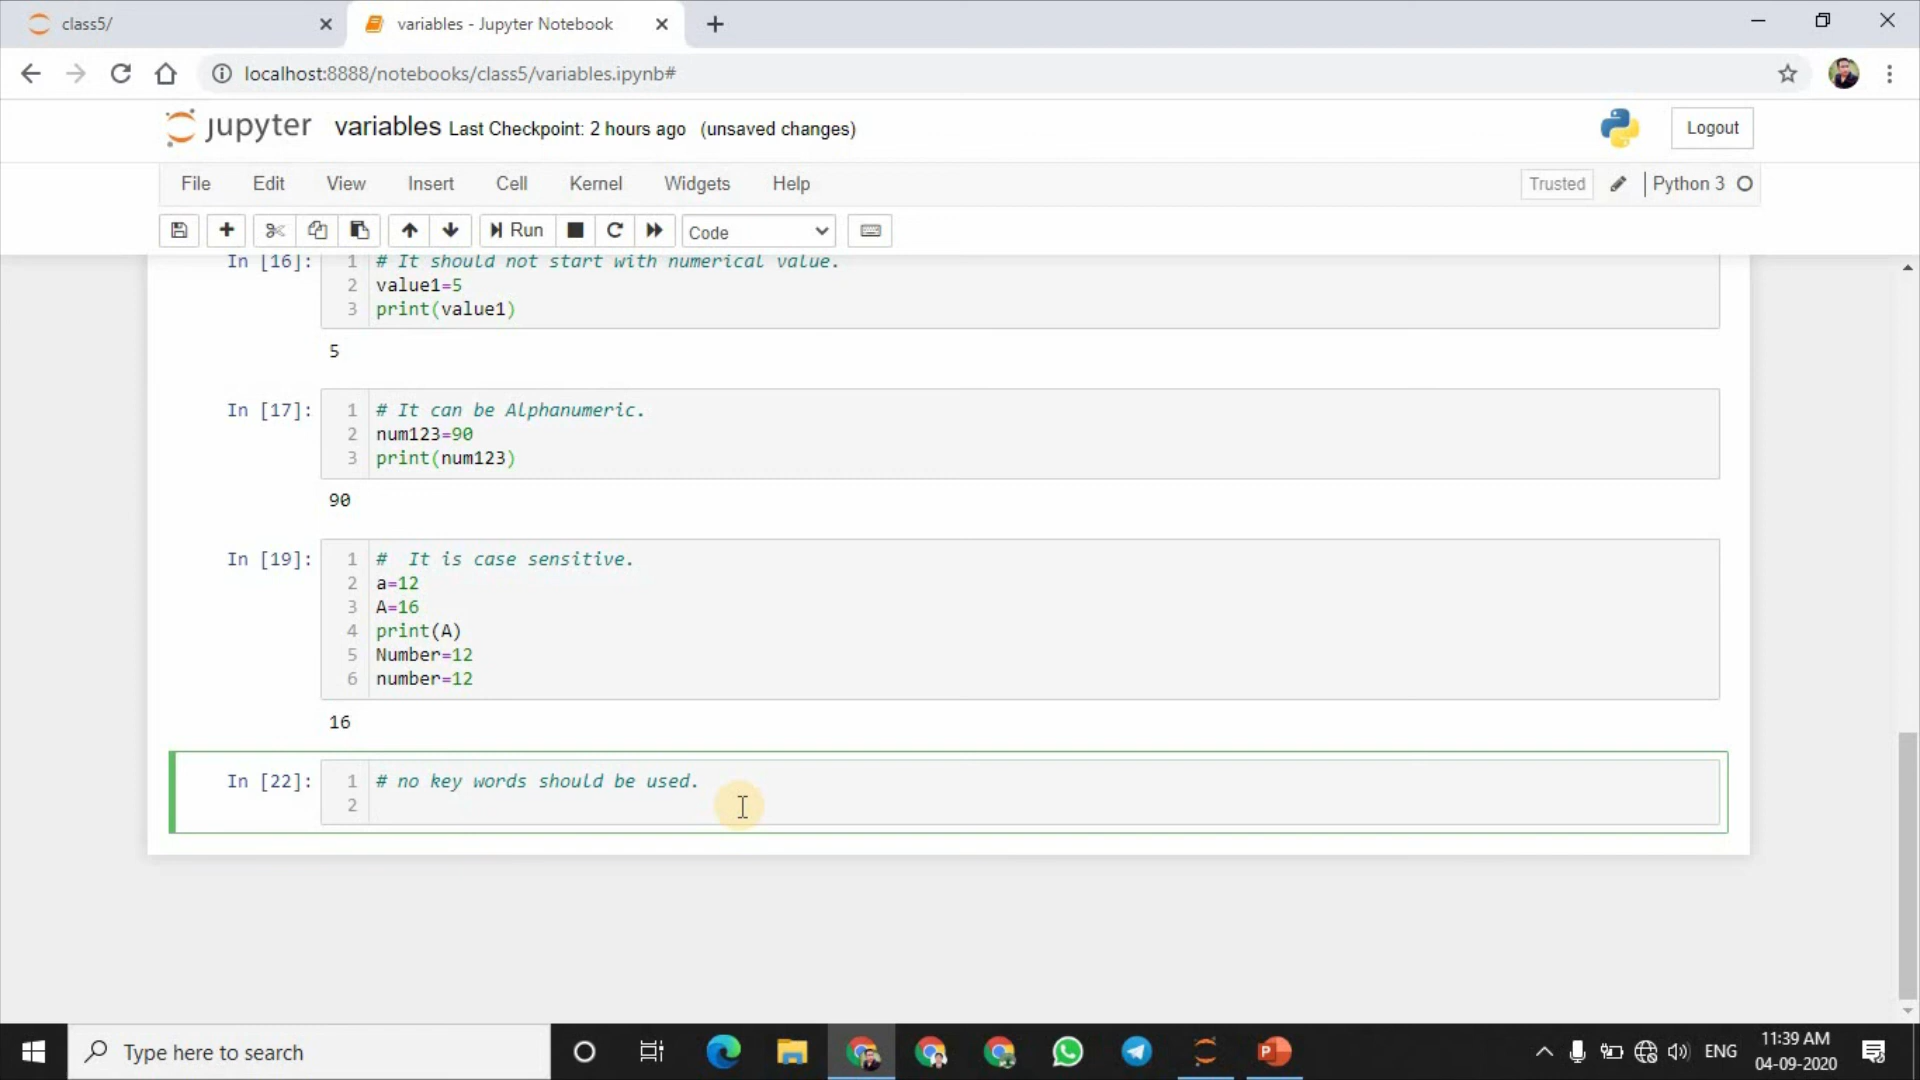 class5/
variables - Jupyter Notebook
localhost:8888/notebooks/class5/variables.ipynb#
jupyter variables Last Checkpoint: 2 hours ago (unsaved changes)
Logout
File Edit View Insert Cell Kernel Widgets Help
Trusted
Python 3
Run
Code
In [16]:
1 # It should not start with numerical value.
2 value1=5
3 print(value1)
5
In [17]:
1 # It can be Alphanumeric.
2 num123=90
3 print(num123)
90
In [19]:
1 #  It is case sensitive.
2 a=12
3 A=16
4 print(A)
5 Number=12
6 number=12
16
In [22]:
1 # no key words should be used.
2
Type here to search
ENG
11:39 AM
04-09-2020